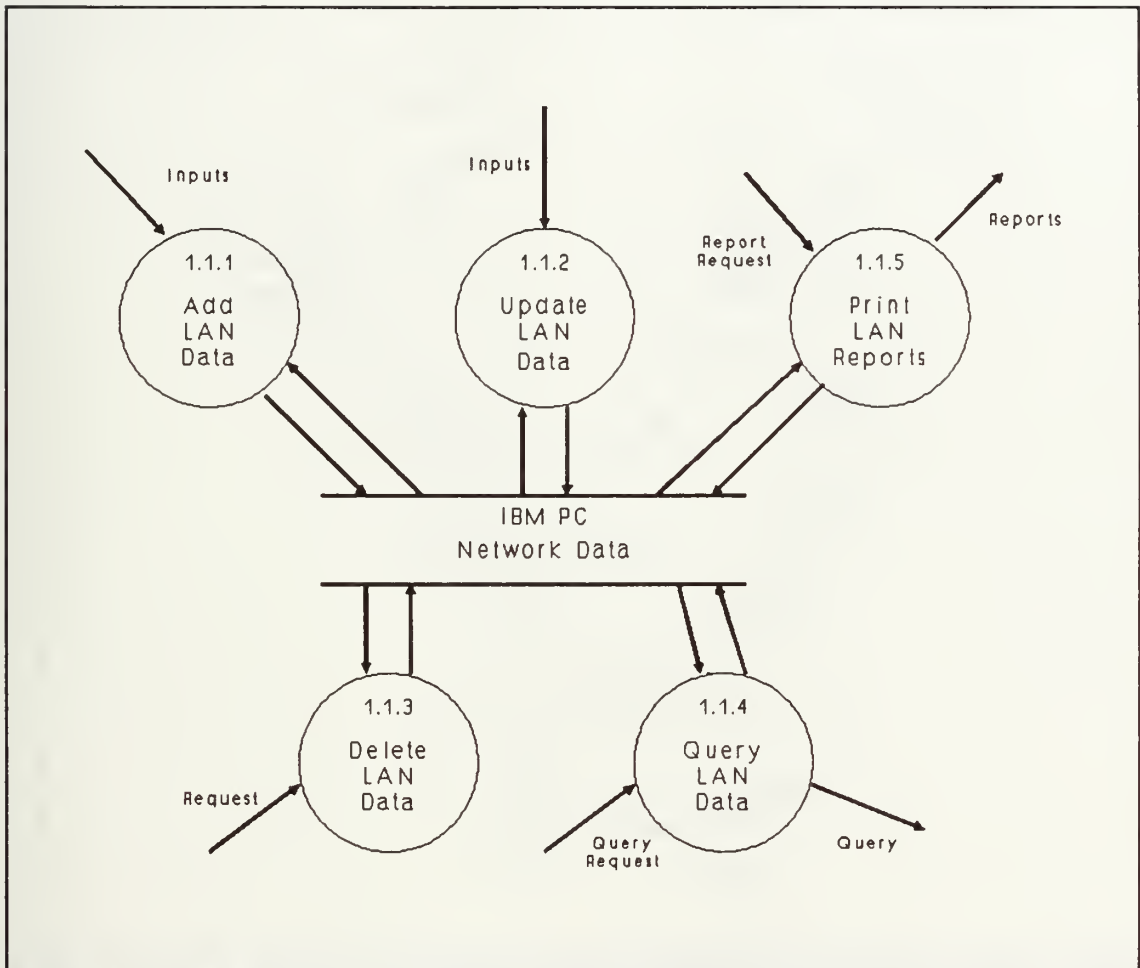 Inputs
Inputs
Report
Request
Reports
1.1.1
Add
LAN
Data
1.1.2
Update
LAN
Data
1.1.5
Print
LAN
Reports
IBM PC
Network Data
1.1.3
Delete
LAN
Data
Request
1.1.4
Query
LAN
Data
Query
Request
Query